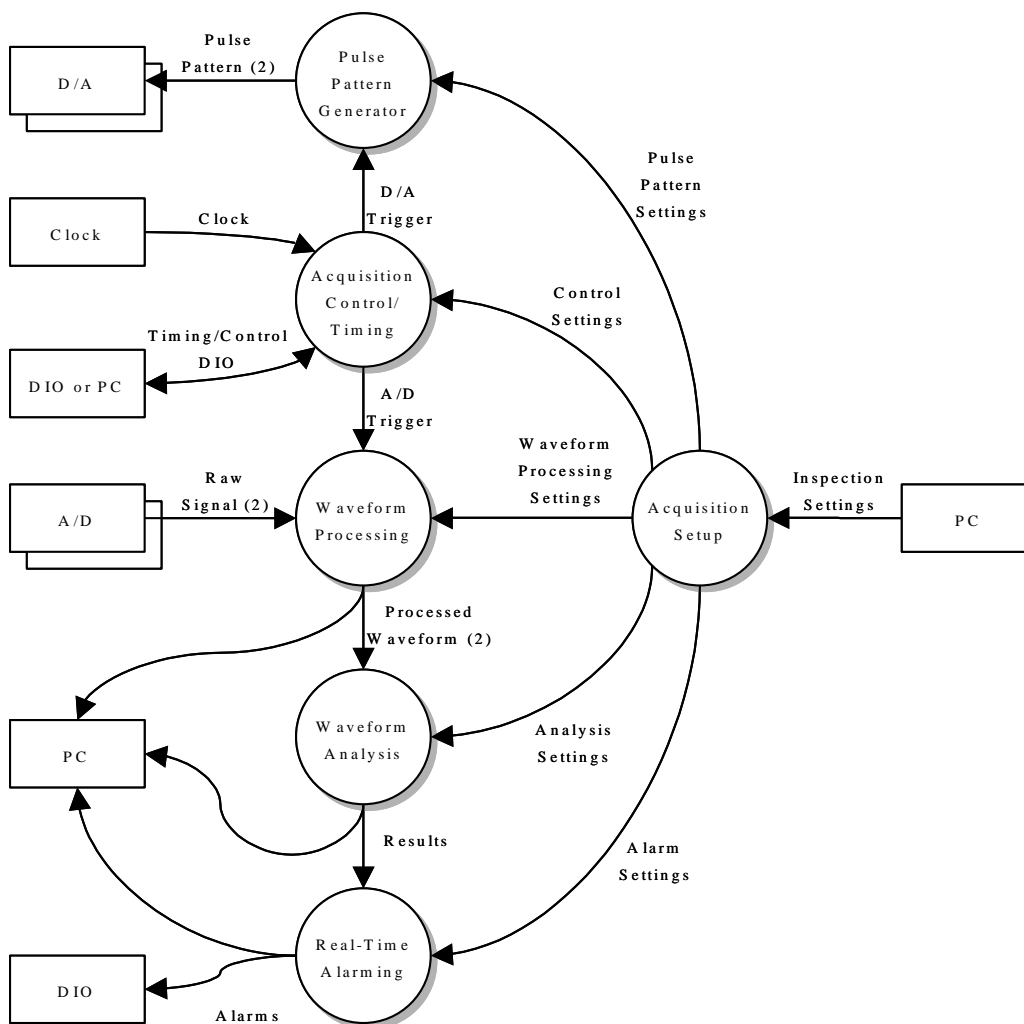 Pulse
Pattern (2)
D/A
Pulse
Pattern
Generator
Pulse
Pattern
Settings
D/A
Trigger
Clock
Clock
Acquisition
Control/
Timing
Control
Settings
Timing/Control
DIO
DIO or PC
A/D
Trigger
Waveform
Processing
Settings
Raw
Signal (2)
A/D
Waveform
Processing
Acquisition
Setup
Inspection
Settings
PC
Processed
Waveform (2)
PC
Waveform
Analysis
Analysis
Settings
Results
Alarm
Settings
Real-Time
Alarming
DIO
Alarms